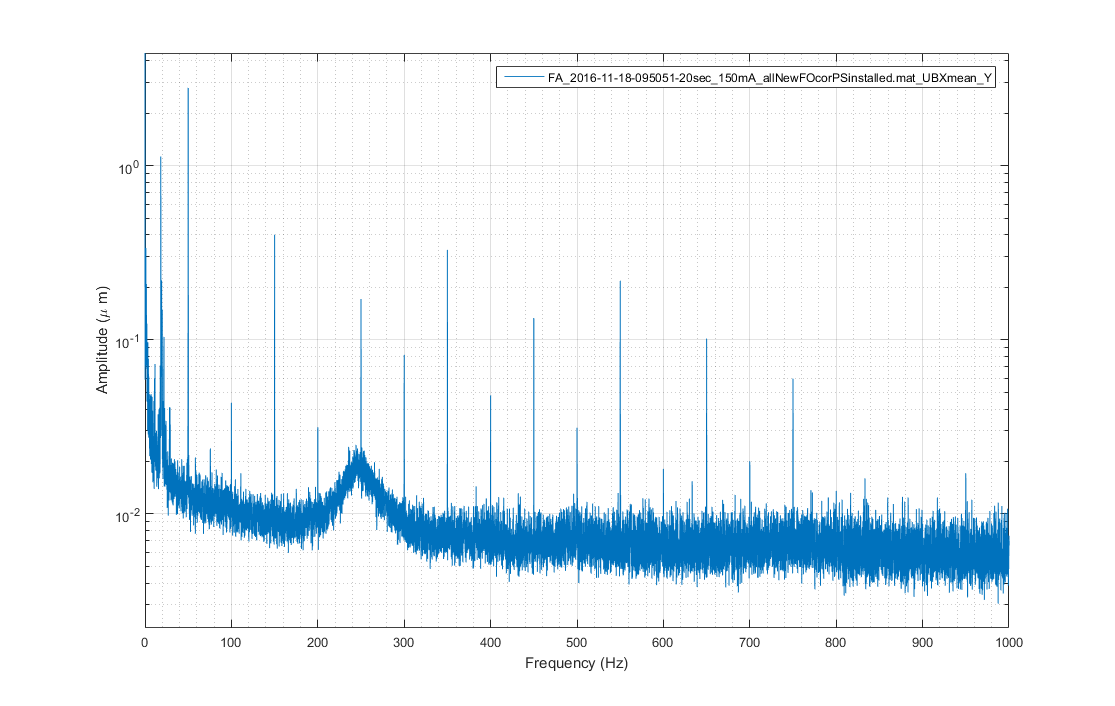 FA_2016-11-18-095051-20sec_150mA_allNewFOcorPSinstalled.mat_UBXmean_Y
Amplitude (μ m)
10^0
10^-1
10^-2
0 100 200 300 400 500 600 700 800 900 1000
Frequency (Hz)